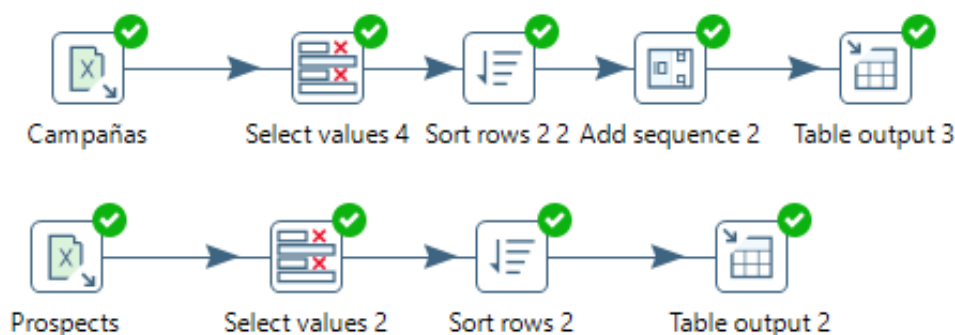 Campañas
Select values 4
Sort rows 2 2
Add sequence 2
Table output 3
Prospects
Select values 2
Sort rows 2
Table output 2